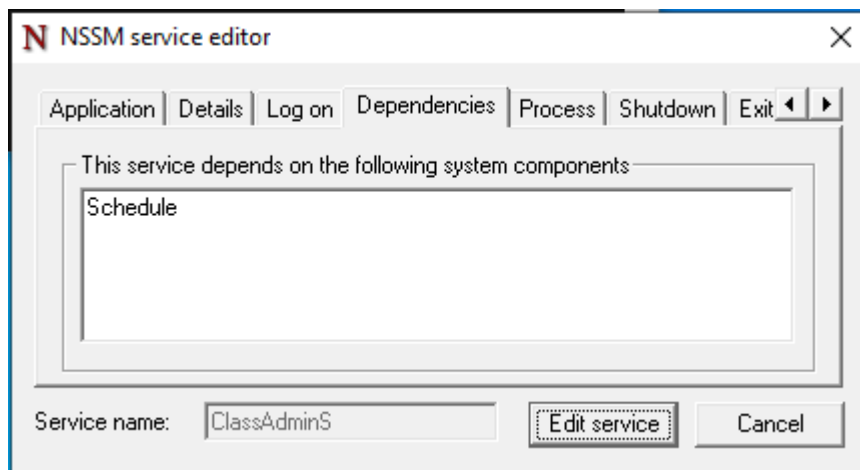 N NSSM service editor
Application Details Log on Dependencies Process Shutdown Exit
This service depends on the following system components
Schedule
Service name: ClassAdminS Edit service Cancel